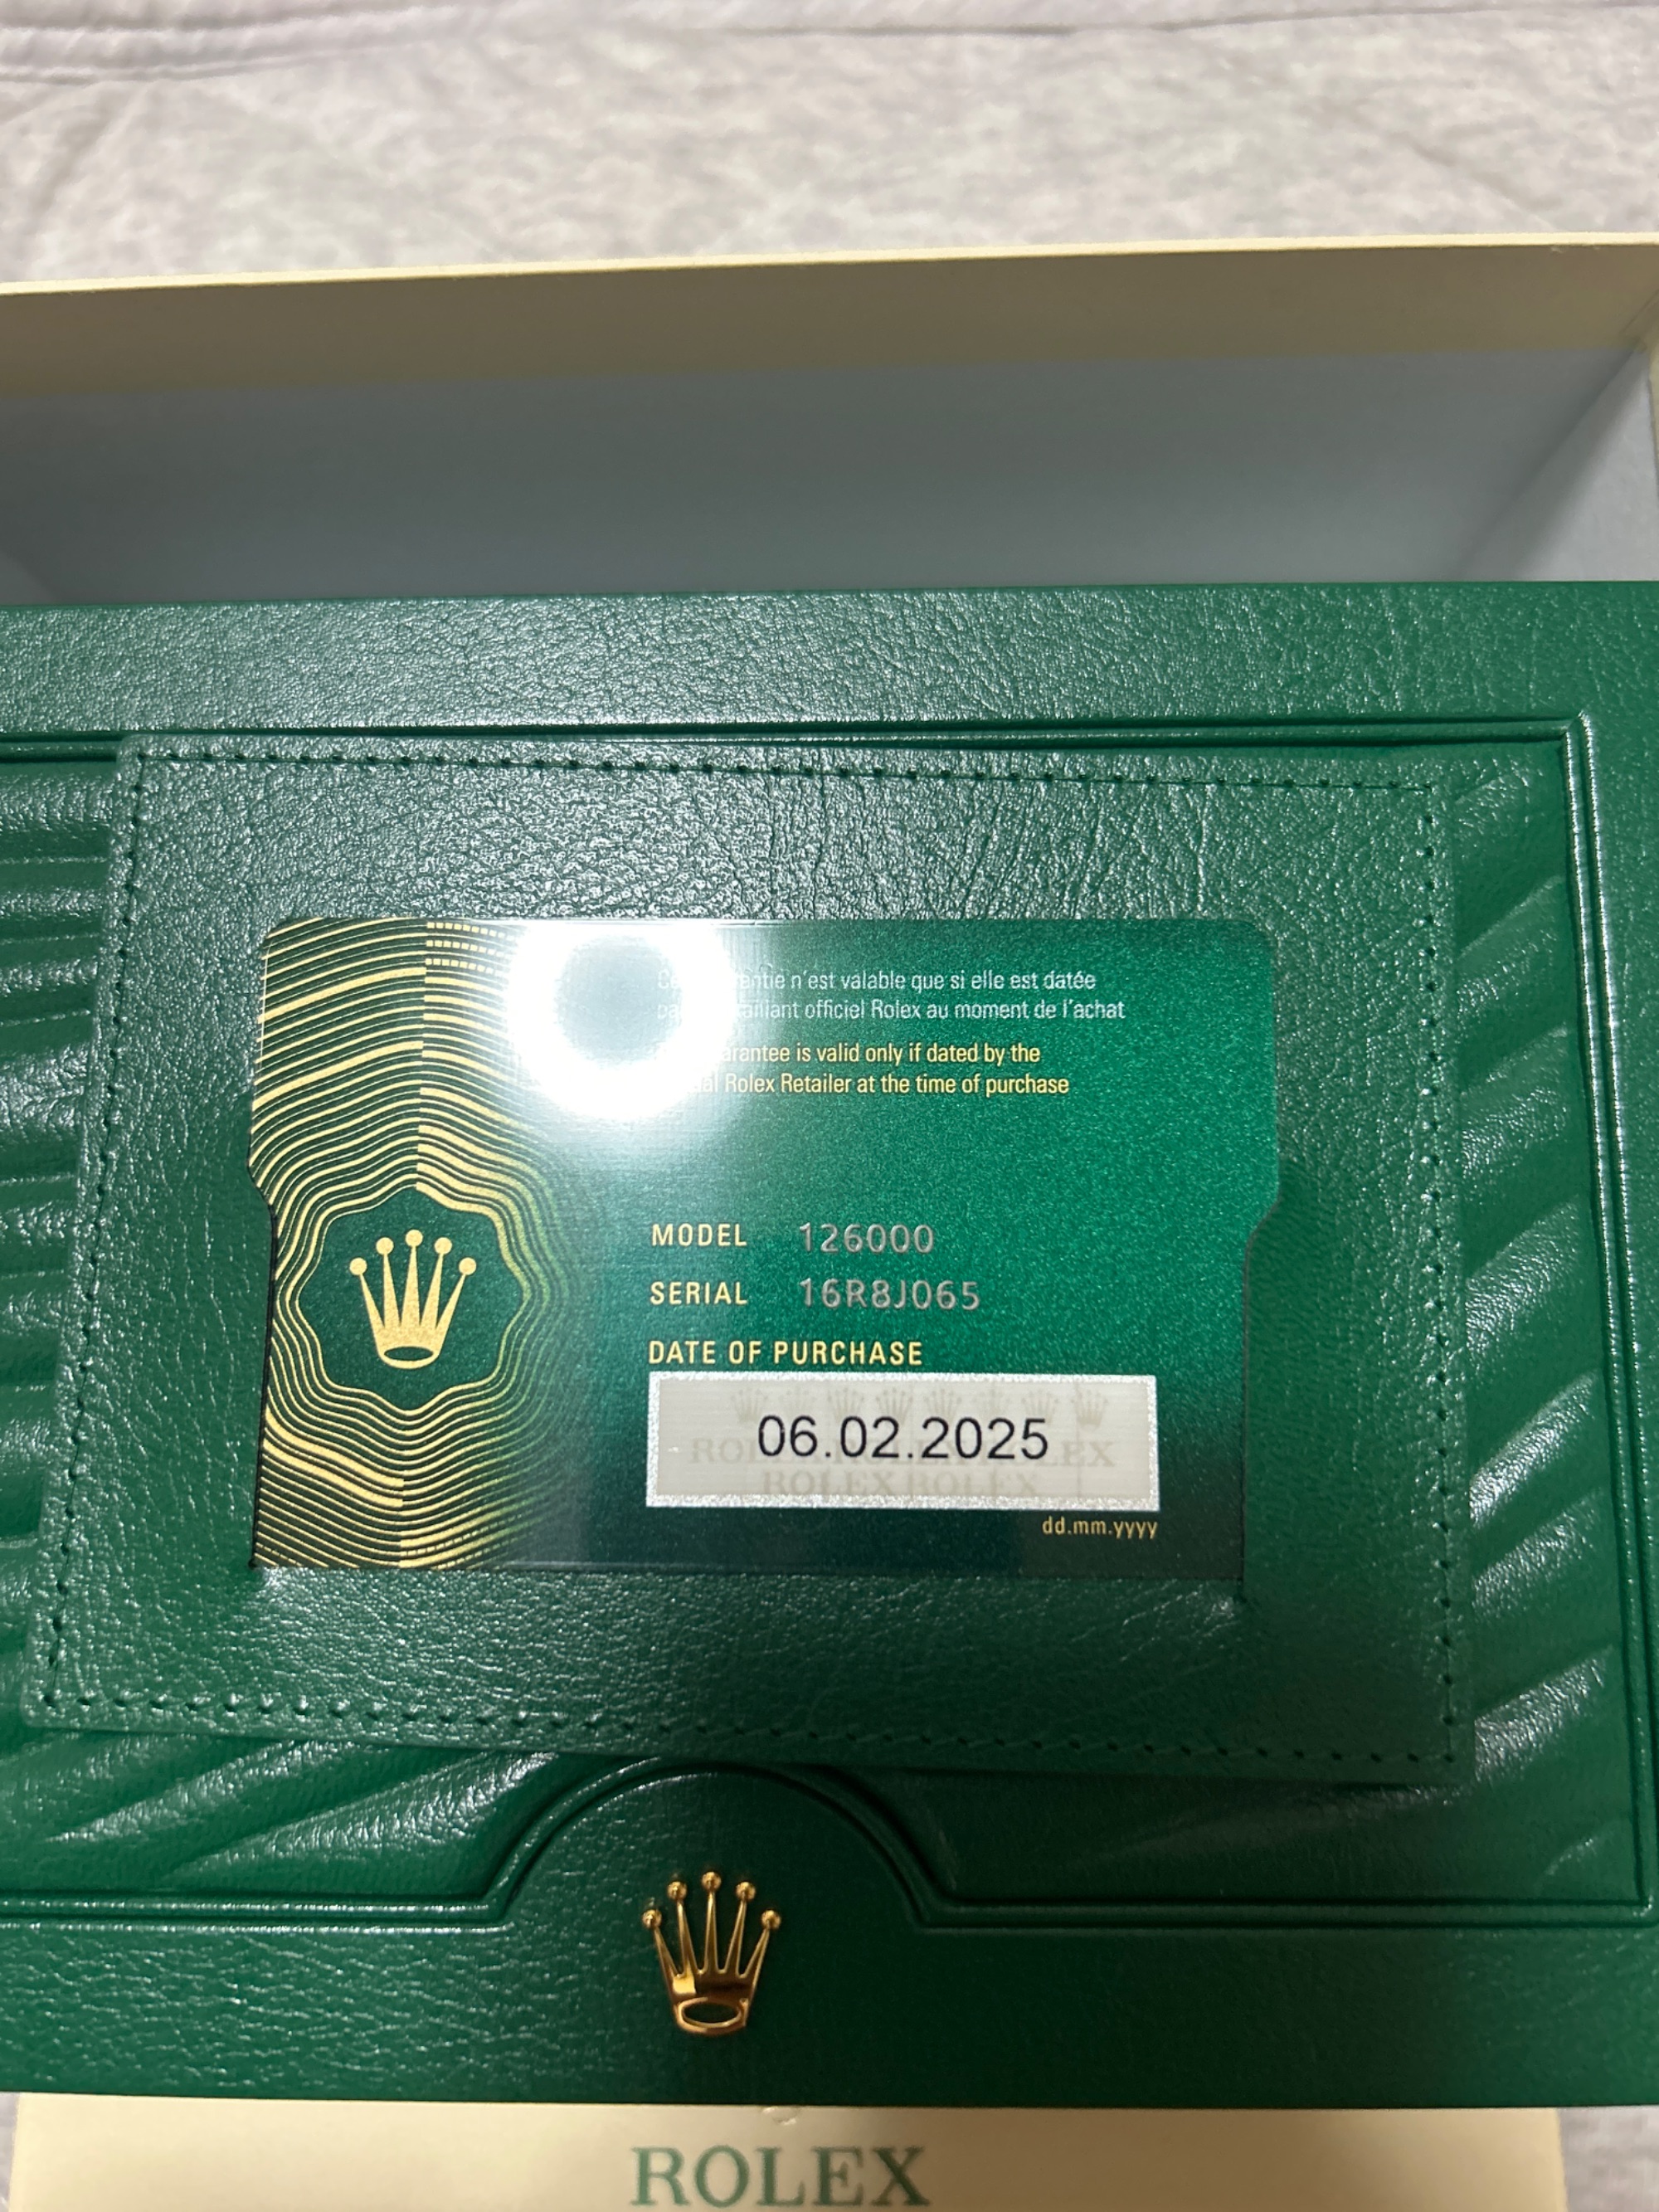 n'est valable que si elle est datée
officiel Rolex au moment de l'achat
is valid only if dated by the
Rolex Retailer at the time of purchase
MODEL 126000
SERIAL 16R8J065
DATE OF PURCHASE
06.02.2025
dd.mm.yyyy
ROLEX